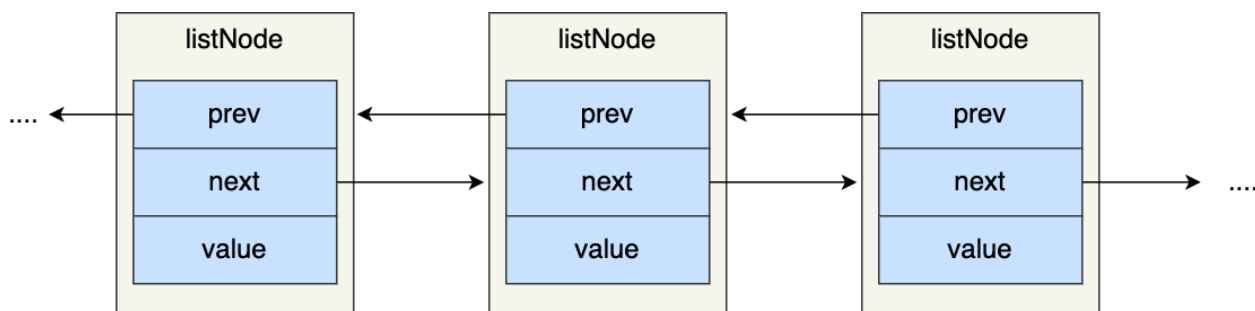 listNode listNode listNode
.... prev prev prev
next next next ....
value value value